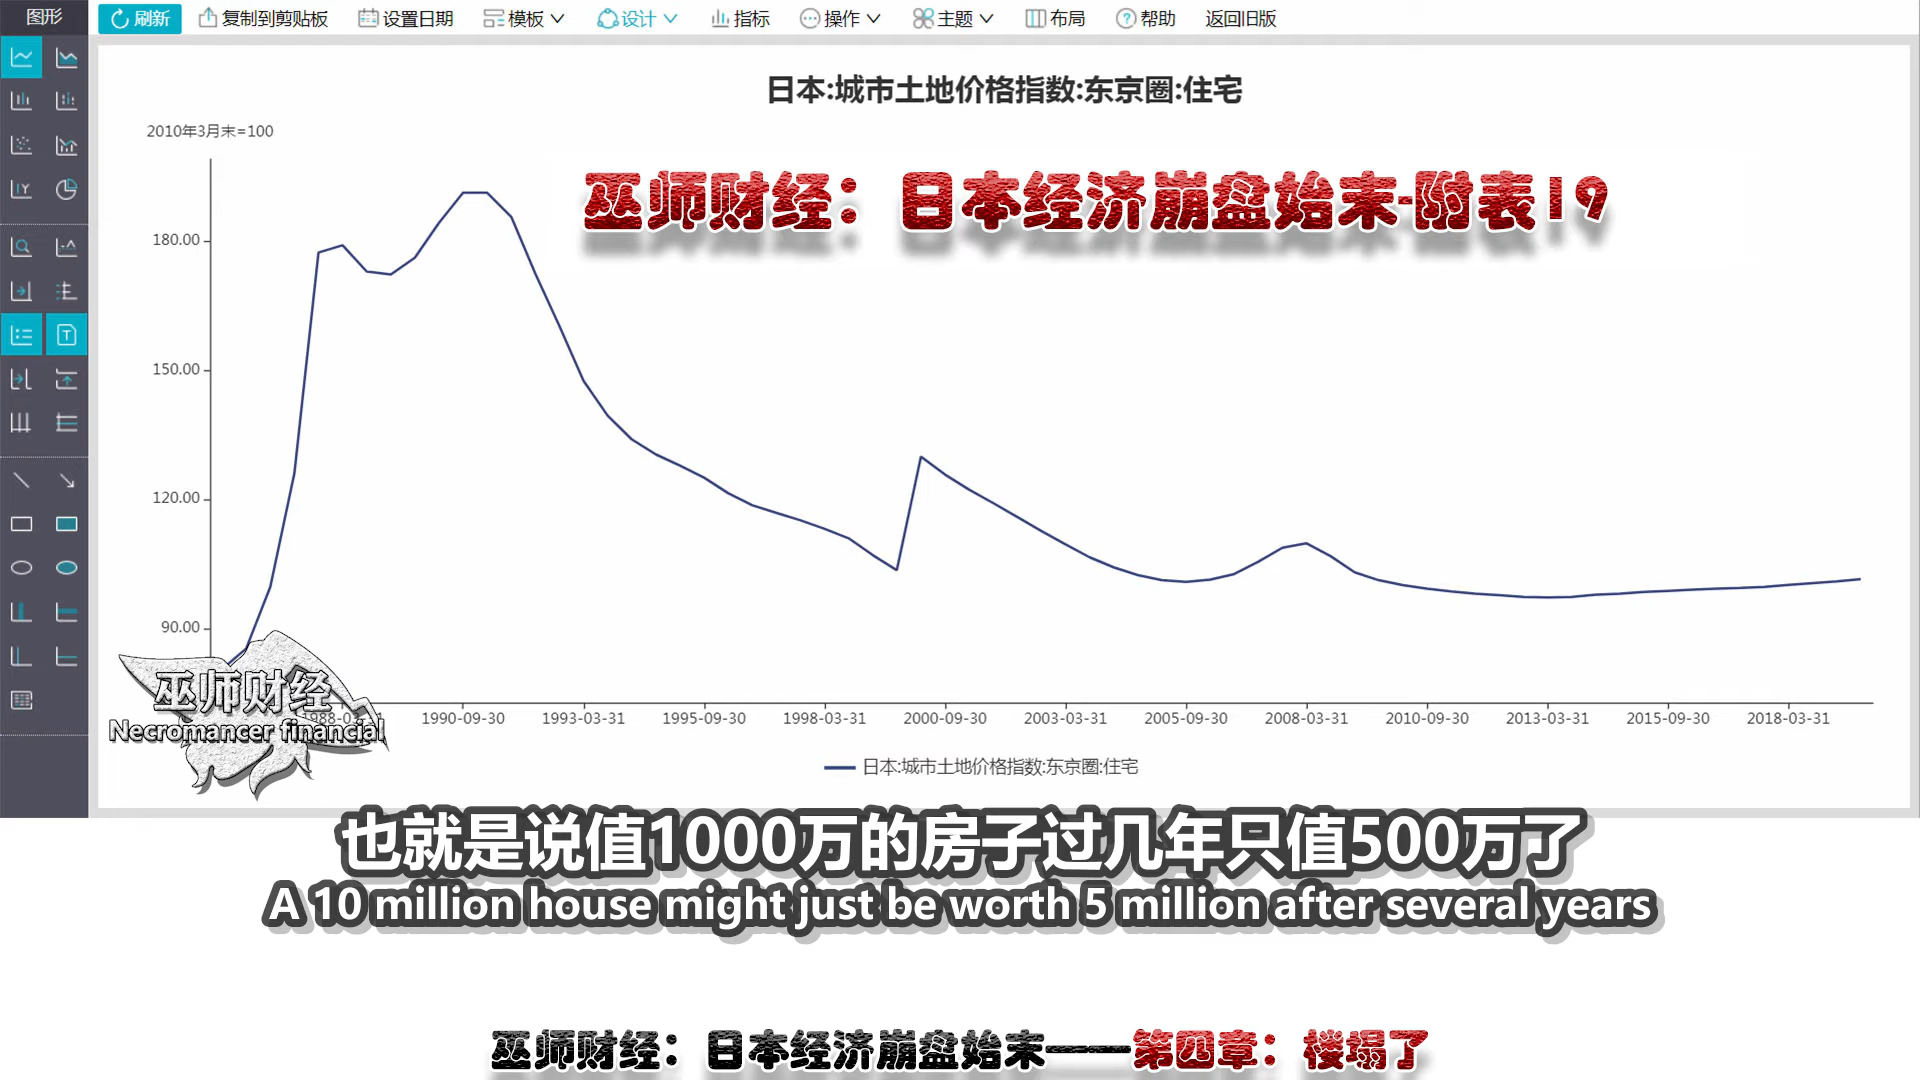 图形
刷新 复制到剪贴板 设置日期 模板 设计 指标 操作 主题 布局 帮助 返回旧版
日本:城市土地价格指数:东京圈:住宅
2010年3月末=100
巫师财经：日本经济崩盘始末-附表19
180.00
150.00
120.00
90.00
巫师财经
Necromancer financial
1990-09-30 1993-03-31 1995-09-30 1998-03-31 2000-09-30 2003-03-31 2005-09-30 2008-03-31 2010-09-30 2013-03-31 2015-09-30 2018-03-31
日本:城市土地价格指数:东京圈:住宅
也就是说值1000万的房子过几年只值500万了
A 10 million house might just be worth 5 million after several years
巫师财经：日本经济崩盘始末——第四章：楼塌了